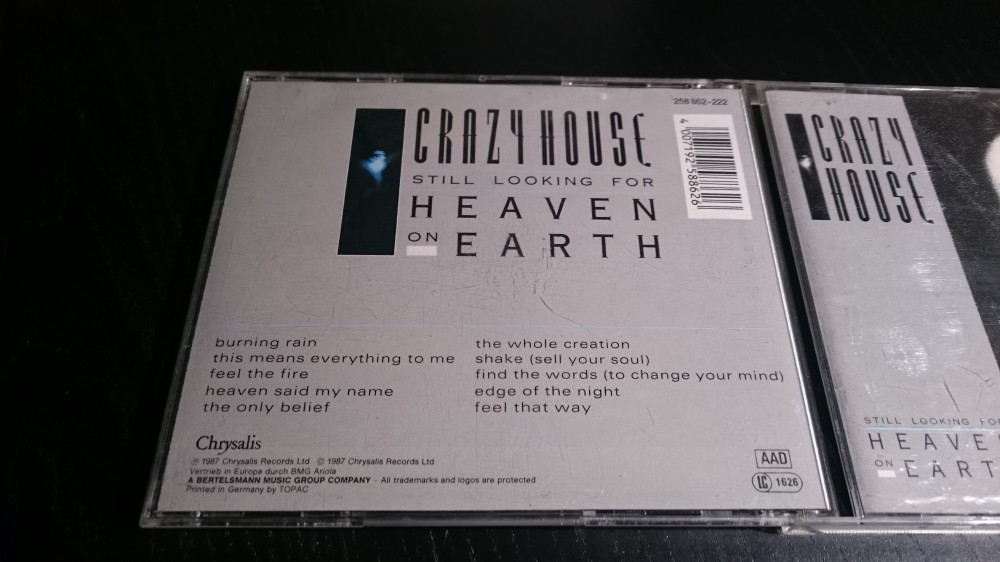 258 862-222
4 007192 588626
CRAZY HOUSE
STILL LOOKING FOR
HEAVEN
ON EARTH
burning rain
this means everything to me
feel the fire
heaven said my name
the only belief
the whole creation
shake (sell your soul)
find the words (to change your mind)
edge of the night
feel that way
Chrysalis
℗ 1987 Chrysalis Records Ltd © 1987 Chrysalis Records Ltd
Vertrieb in Europe durch BMG Ariola
A BERTELSMANN MUSIC GROUP COMPANY · All trademarks and logos are protected
Printed in Germany by TOPAC
AAD
LC 1626
CRAZY
HOUSE
STILL LOOKING FO
HEAVE
ON EART